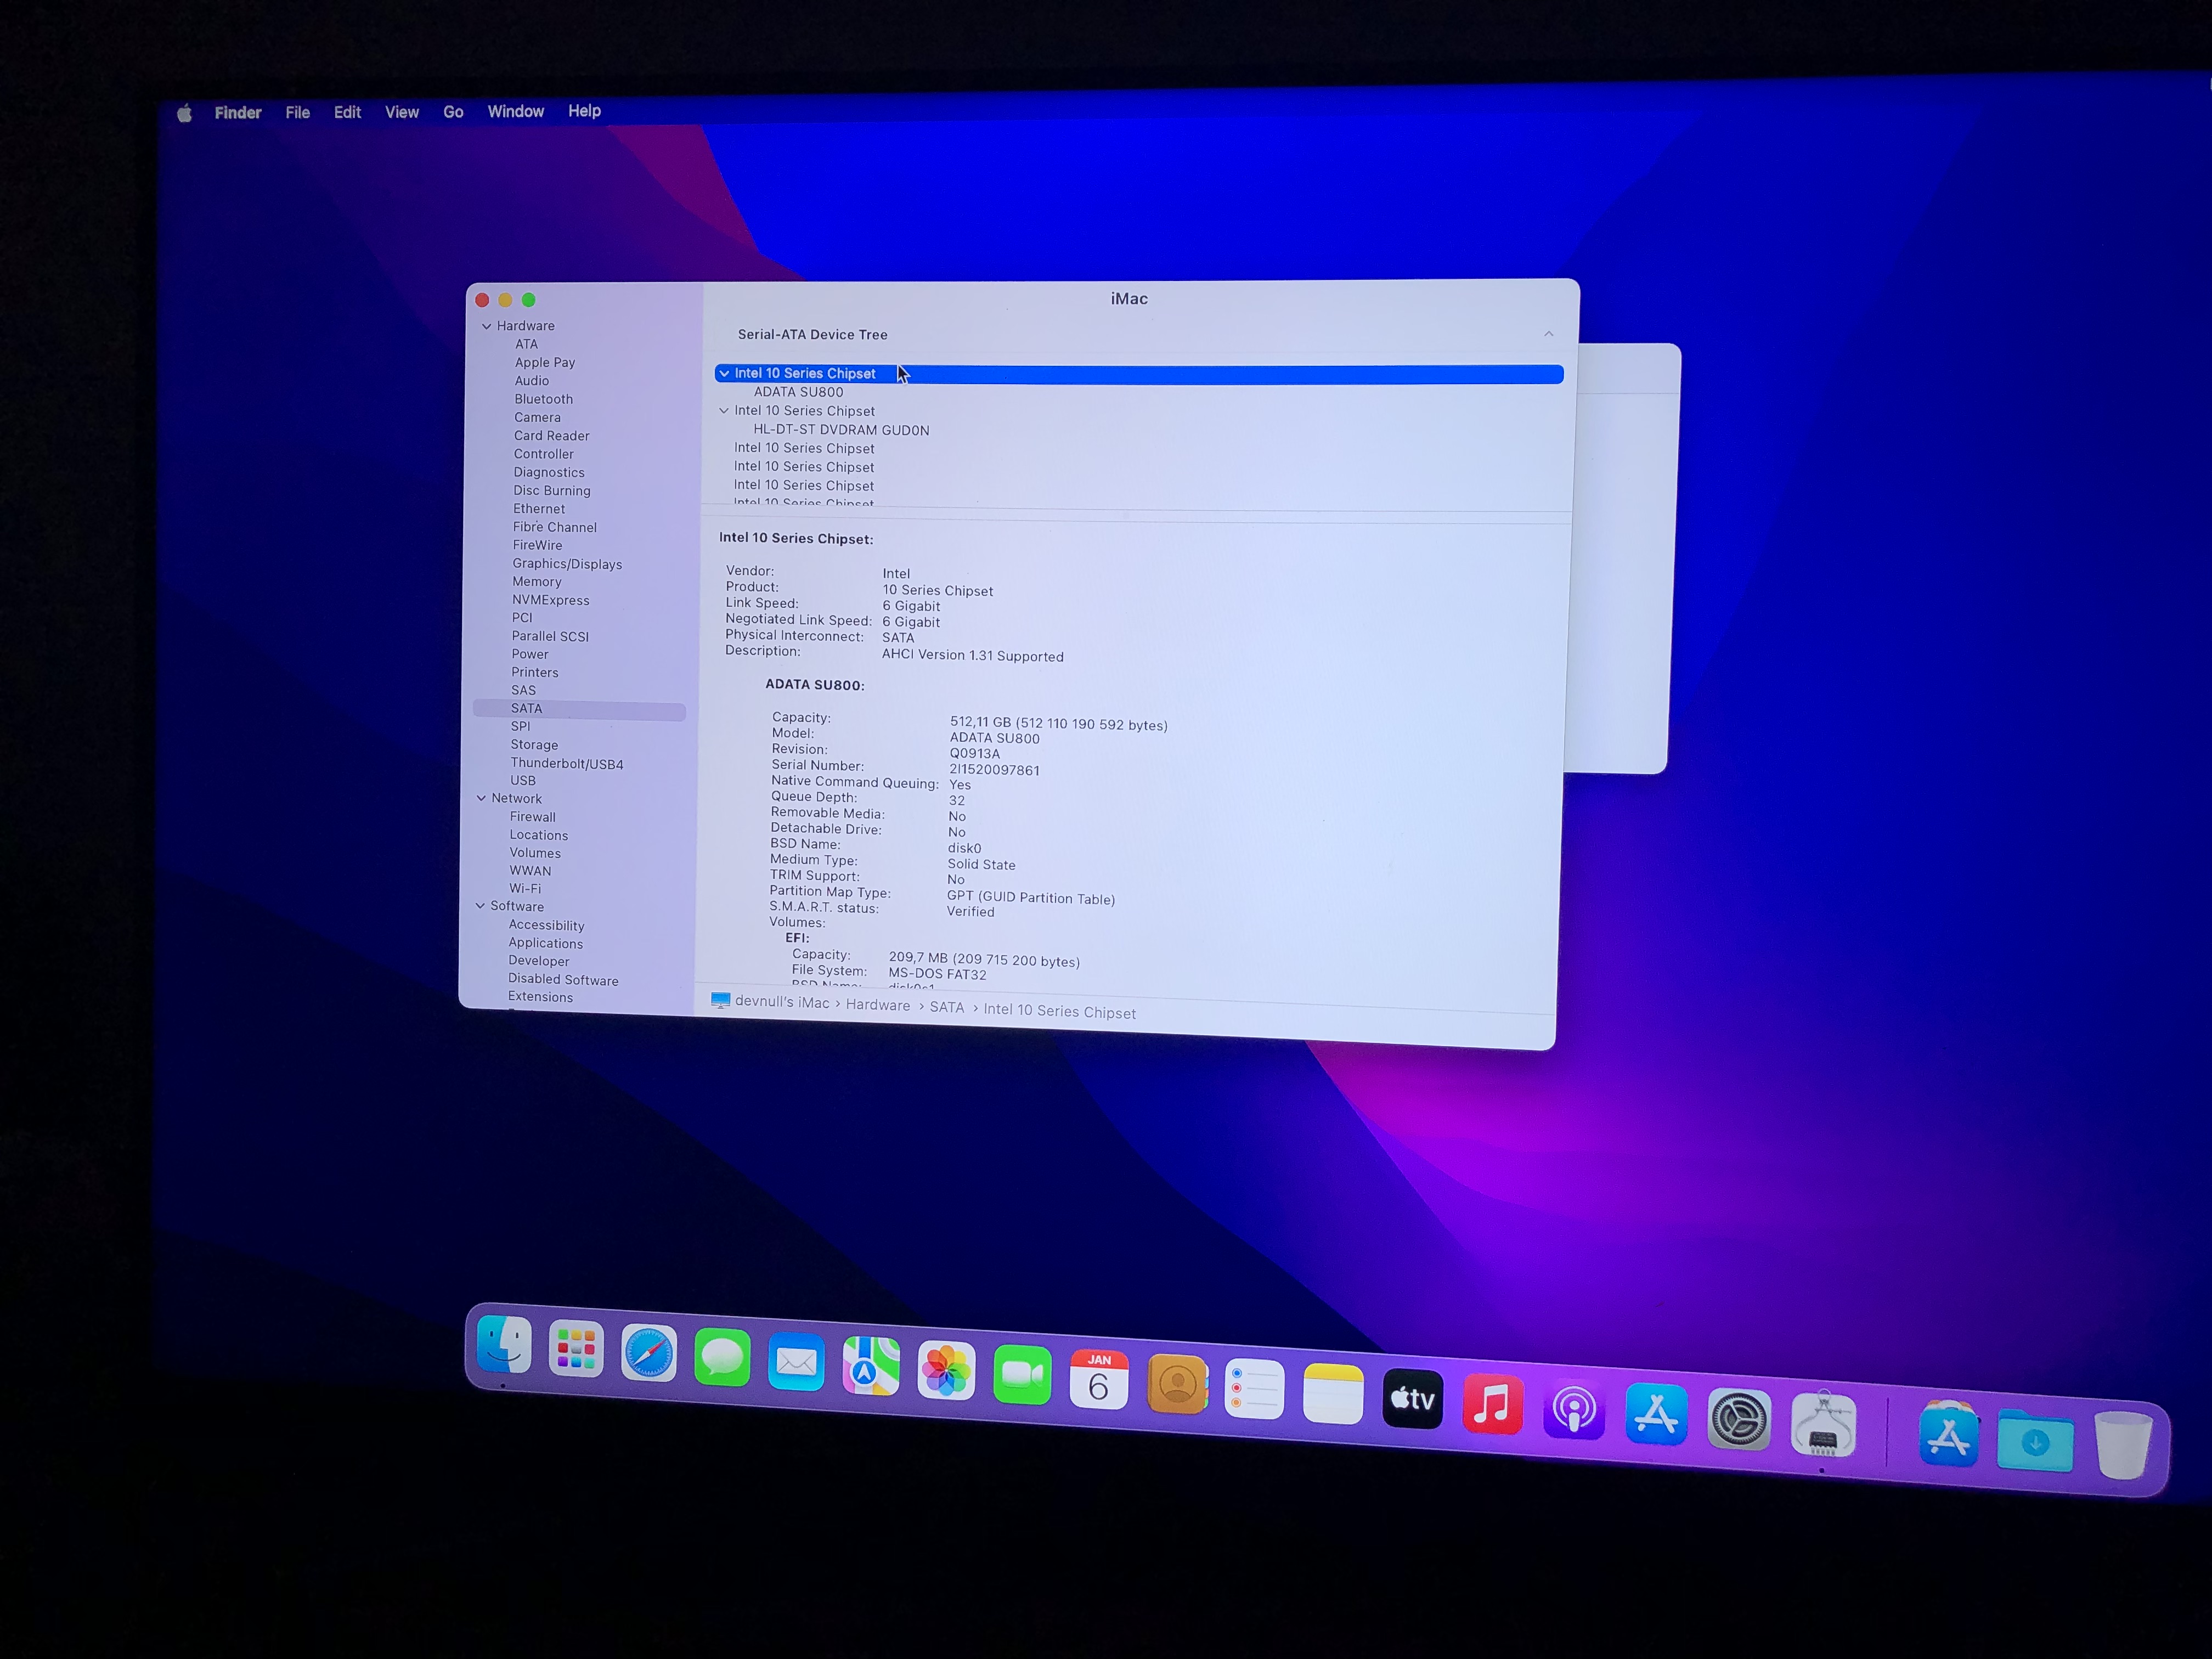 Finder File Edit View Go Window Help
iMac
Hardware
ATA
Apple Pay
Audio
Bluetooth
Camera
Card Reader
Controller
Diagnostics
Disc Burning
Ethernet
Fibre Channel
FireWire
Graphics/Displays
Memory
NVMExpress
PCI
Parallel SCSI
Power
Printers
SAS
SATA
SPI
Storage
Thunderbolt/USB4
USB
Network
Firewall
Locations
Volumes
WWAN
Wi-Fi
Software
Accessibility
Applications
Developer
Disabled Software
Extensions
Serial-ATA Device Tree
Intel 10 Series Chipset
ADATA SU800
Intel 10 Series Chipset
HL-DT-ST DVDRAM GUD0N
Intel 10 Series Chipset
Intel 10 Series Chipset
Intel 10 Series Chipset
Intel 10 Series Chipset
Intel 10 Series Chipset:
Vendor: Intel
Product: 10 Series Chipset
Link Speed: 6 Gigabit
Negotiated Link Speed: 6 Gigabit
Physical Interconnect: SATA
Description: AHCI Version 1.31 Supported
ADATA SU800:
Capacity: 512,11 GB (512 110 190 592 bytes)
Model: ADATA SU800
Revision: Q0913A
Serial Number: 2I1520097861
Native Command Queuing: Yes
Queue Depth: 32
Removable Media: No
Detachable Drive: No
BSD Name: disk0
Medium Type: Solid State
TRIM Support: No
Partition Map Type: GPT (GUID Partition Table)
S.M.A.R.T. status: Verified
Volumes:
EFI:
Capacity: 209,7 MB (209 715 200 bytes)
File System: MS-DOS FAT32
BSD Name: disk0s1
devnull's iMac › Hardware › SATA › Intel 10 Series Chipset
JAN
6
tv